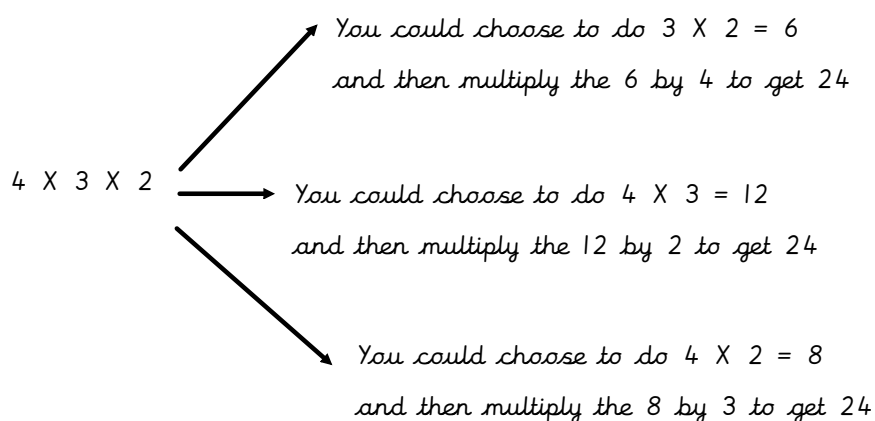 You could choose to do 3 X 2 = 6
and then multiply the 6 by 4 to get 24
4 X 3 X 2
You could choose to do 4 X 3 = 12
and then multiply the 12 by 2 to get 24
You could choose to do 4 X 2 = 8
and then multiply the 8 by 3 to get 24